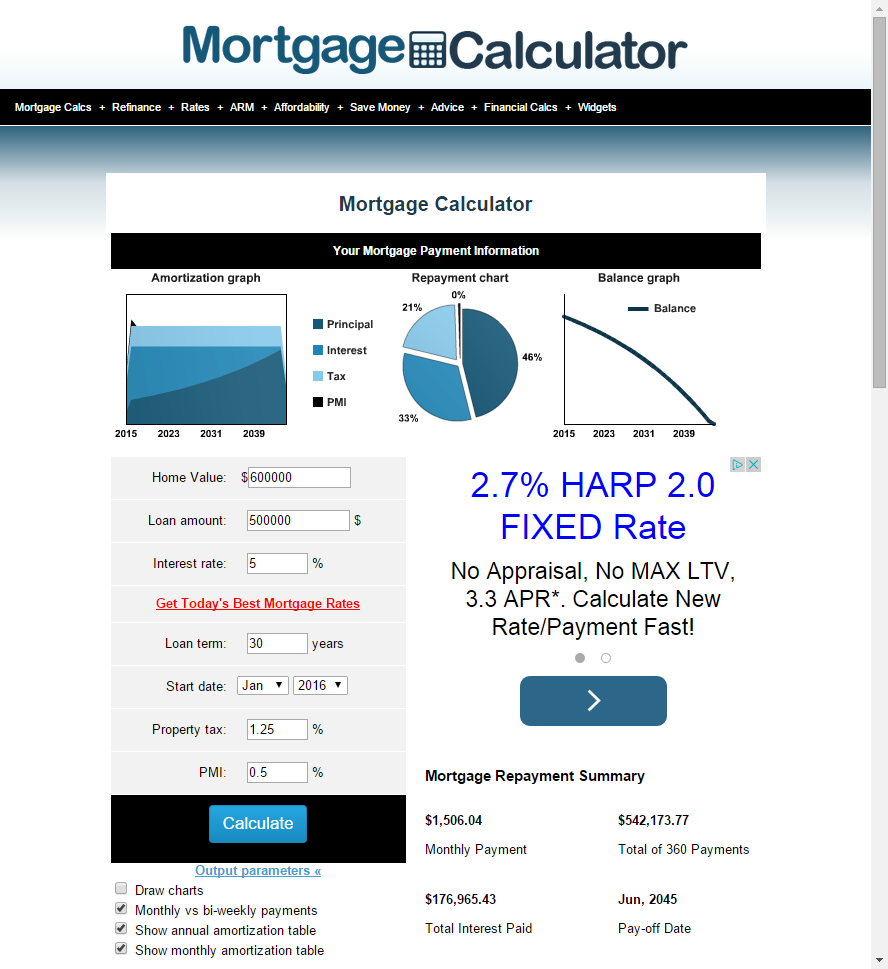 Mortgage Calculator
Mortgage Calcs + Refinance + Rates + ARM + Affordability + Save Money + Advice + Financial Calcs + Widgets
Mortgage Calculator
Your Mortgage Payment Information
Amortization graph
2015 2023 2031 2039
Principal
Interest
Tax
PMI
Repayment chart
0%
21%
46%
33%
Balance graph
Balance
2015 2023 2031 2039
Home Value: $600000
Loan amount: 500000 $
Interest rate: 5 %
Get Today's Best Mortgage Rates
Loan term: 30 years
Start date: Jan 2016
Property tax: 1.25 %
PMI: 0.5 %
Calculate
Output parameters «
Draw charts
Monthly vs bi-weekly payments
Show annual amortization table
Show monthly amortization table
2.7% HARP 2.0
FIXED Rate
No Appraisal, No MAX LTV,
3.3 APR*. Calculate New
Rate/Payment Fast!
Mortgage Repayment Summary
$1,506.04 $542,173.77
Monthly Payment Total of 360 Payments
$176,965.43 Jun, 2045
Total Interest Paid Pay-off Date